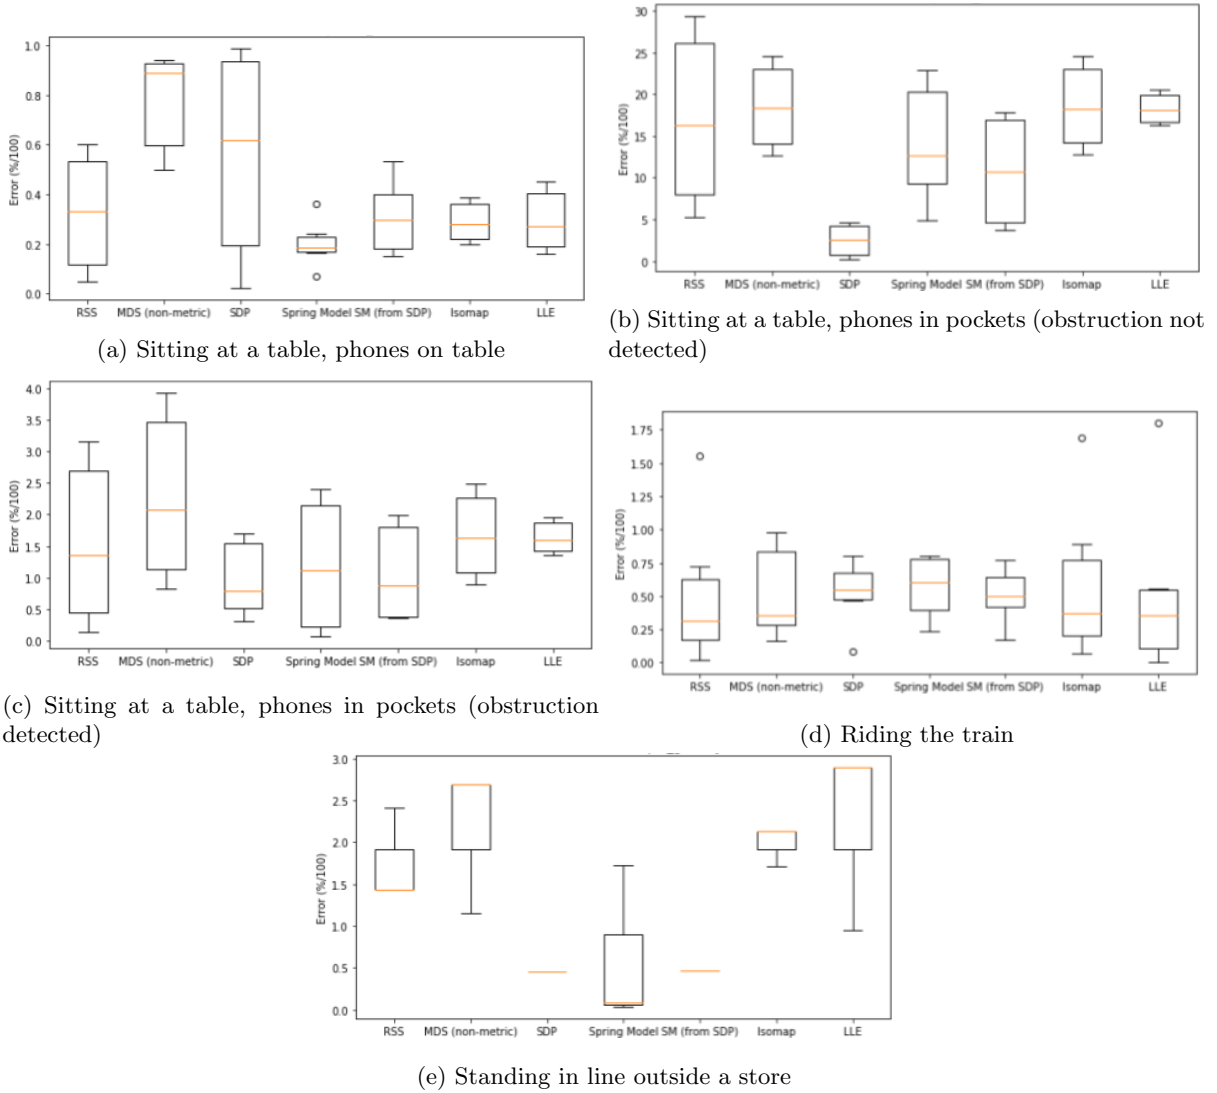 1.0
0.8
0.6
0.4
0.2
0.0
Error (%/100)
RSS MDS (non-metric) SDP Spring Model SM (from SDP) Isomap LLE
(a) Sitting at a table, phones on table
30
25
20
15
10
5
0
Error (%/100)
RSS MDS (non-metric) SDP Spring Model SM (from SDP) Isomap LLE
(b) Sitting at a table, phones in pockets (obstruction not
detected)
4.0
3.5
3.0
2.5
2.0
1.5
1.0
0.5
0.0
Error (%/100)
RSS MDS (non-metric) SDP Spring Model SM (from SDP) Isomap LLE
(c) Sitting at a table, phones in pockets (obstruction
detected)
1.75
1.50
1.25
1.00
0.75
0.50
0.25
0.00
Error (%/100)
RSS MDS (non-metric) SDP Spring Model SM (from SDP) Isomap LLE
(d) Riding the train
3.0
2.5
2.0
1.5
1.0
0.5
0.0
Error (%/100)
RSS MDS (non-metric) SDP Spring Model SM (from SDP) Isomap LLE
(e) Standing in line outside a store